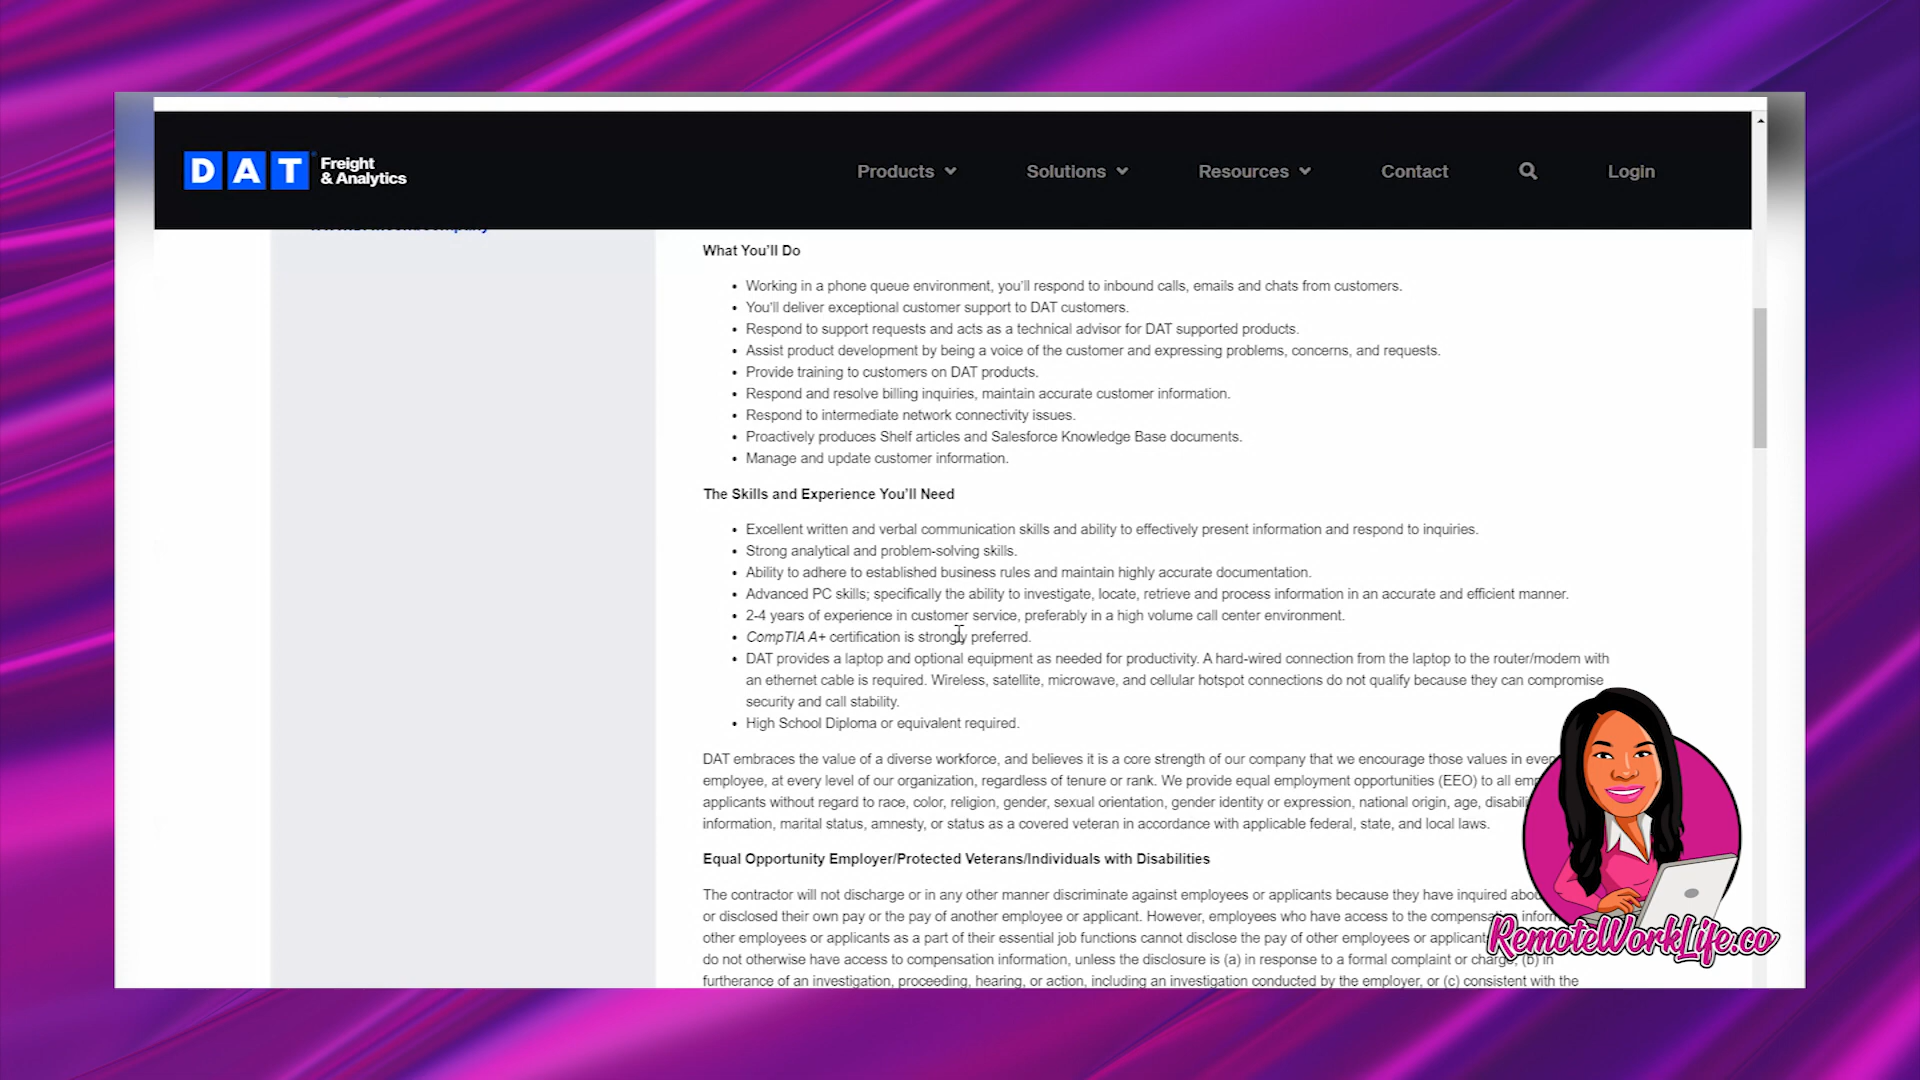 DAT Freight
& Analytics
Products
Solutions
Resources
Contact
Login
What You'll Do
• Working in a phone queue environment, you'll respond to inbound calls, emails and chats from customers.
• You'll deliver exceptional customer support to DAT customers.
• Respond to support requests and acts as a technical advisor for DAT supported products.
• Assist product development by being a voice of the customer and expressing problems, concerns, and requests.
• Provide training to customers on DAT products.
• Respond and resolve billing inquiries, maintain accurate customer information.
• Respond to intermediate network connectivity issues.
• Proactively produces Shelf articles and Salesforce Knowledge Base documents.
• Manage and update customer information.
The Skills and Experience You'll Need
• Excellent written and verbal communication skills and ability to effectively present information and respond to inquiries.
• Strong analytical and problem-solving skills.
• Ability to adhere to established business rules and maintain highly accurate documentation.
• Advanced PC skills; specifically the ability to investigate, locate, retrieve and process information in an accurate and efficient manner.
• 2-4 years of experience in customer service, preferably in a high volume call center environment.
• CompTIA A+ certification is strongly preferred.
• DAT provides a laptop and optional equipment as needed for productivity. A hard-wired connection from the laptop to the router/modem with
an ethernet cable is required. Wireless, satellite, microwave, and cellular hotspot connections do not qualify because they can compromise
security and call stability.
• High School Diploma or equivalent required.
DAT embraces the value of a diverse workforce, and believes it is a core strength of our company that we encourage those values in
employee, at every level of our organization, regardless of tenure or rank. We provide equal employment opportunities (EEO) to all
applicants without regard to race, color, religion, gender, sexual orientation, gender identity or expression, national origin, age,
information, marital status, amnesty, or status as a covered veteran in accordance with applicable federal, state, and local laws.
Equal Opportunity Employer/Protected Veterans/Individuals with Disabilities
The contractor will not discharge or in any other manner discriminate against employees or applicants because they have inquired
or disclosed their own pay or the pay of another employee or applicant. However, employees who have access to the compensation
other employees or applicants as a part of their essential job functions cannot disclose the pay of other employees or
do not otherwise have access to compensation information, unless the disclosure is (a) in response to a formal complaint or charge, (b) in
furtherance of an investigation, proceeding, hearing, or action, including an investigation conducted by the employer, or (c) consistent with the
RemoteWorkLife.co